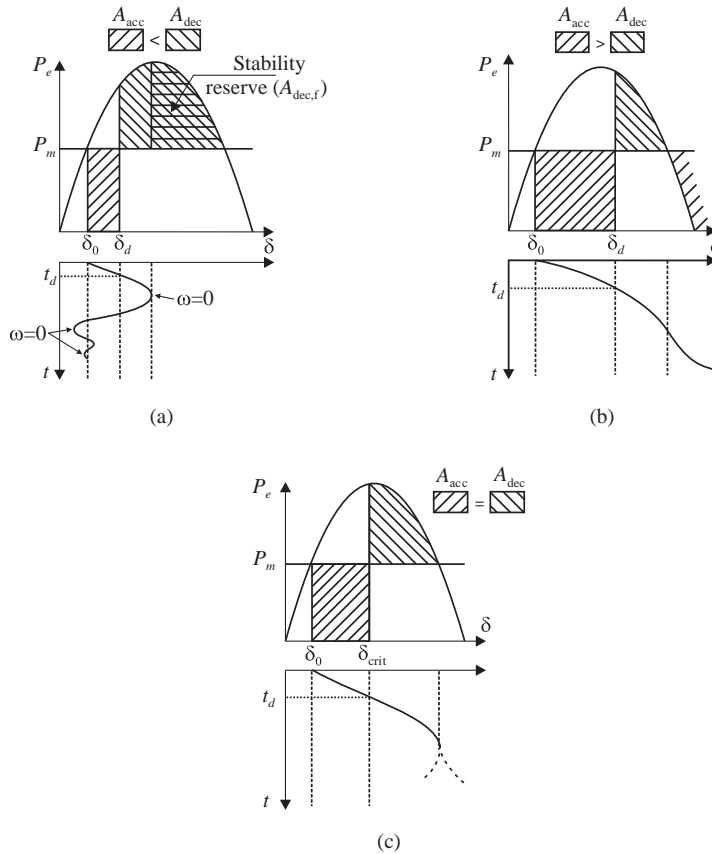 A_acc < A_dec
P_e
Stability
reserve (A_dec,f)
P_m
δ_0 δ_d δ
t_d
ω=0
ω=0
t
(a)
A_acc > A_dec
P_e
P_m
δ_0 δ_d
t_d
t
(b)
A_acc = A_dec
P_e
P_m
δ
δ_0 δ_crit
t_d
t
(c)